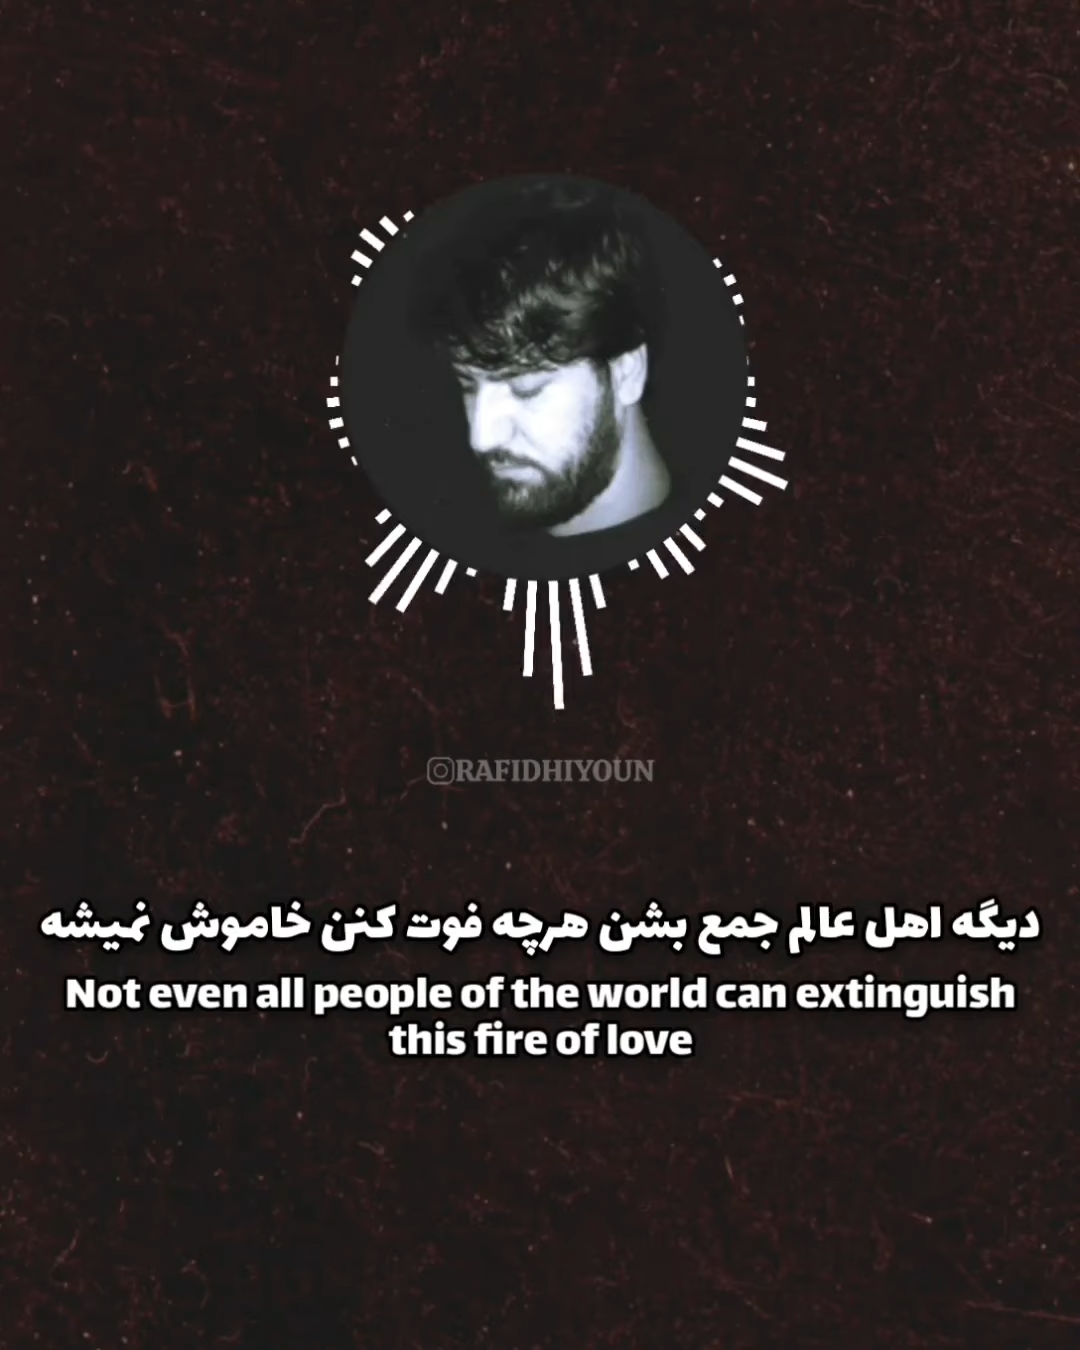 RAFIDHIYOUN
دیگه اهل عالم جمع بشن هرچه فوت کنن خاموش نمیشه
Not even all people of the world can extinguish
this fire of love